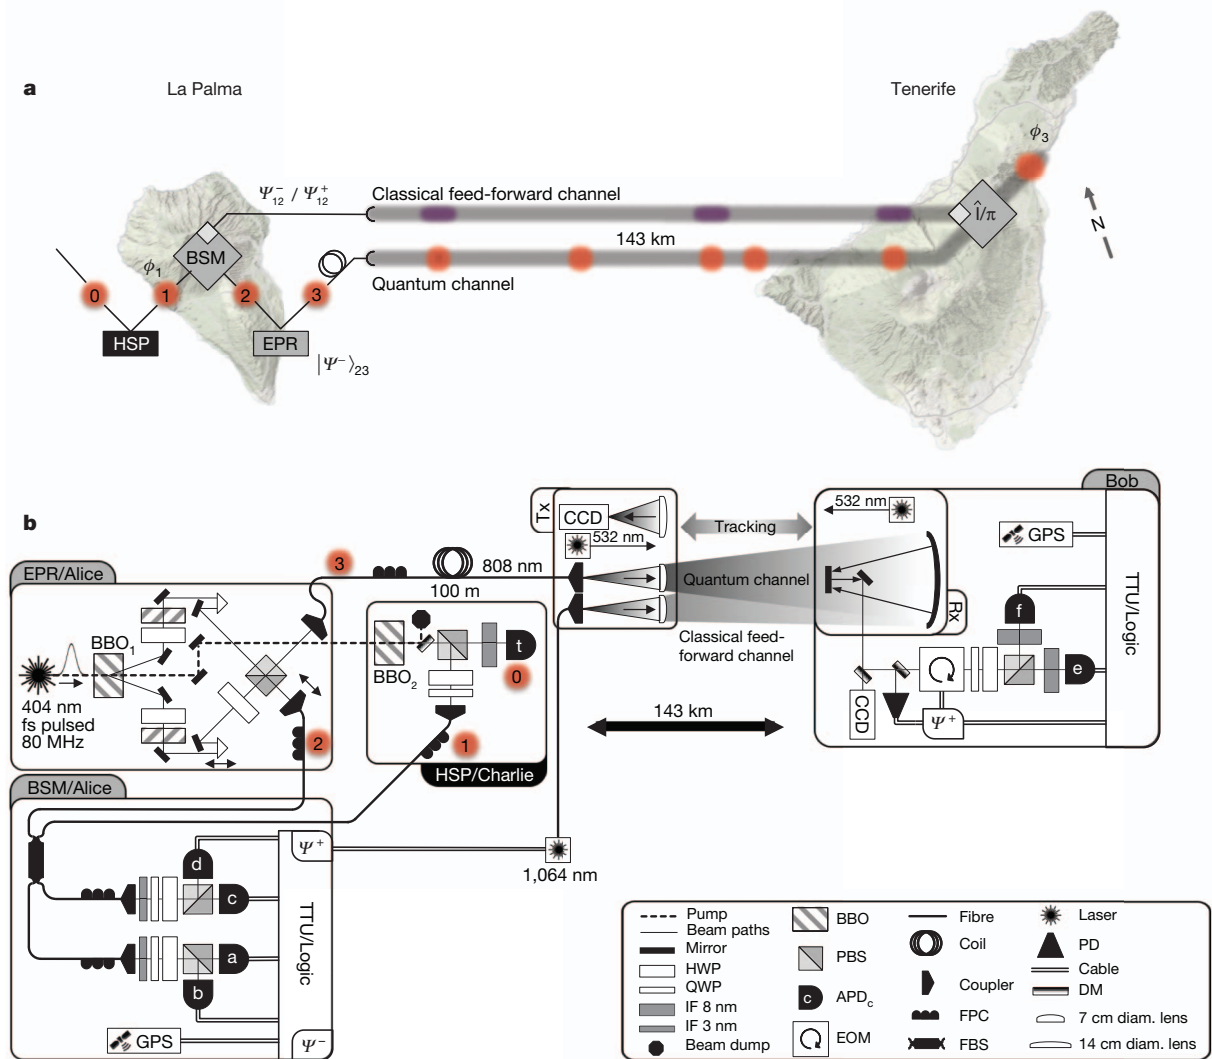 a
La Palma
Tenerife
ϕ3
Ψ⁻12 / Ψ⁺12
Classical feed-forward channel
Î/π
N
BSM
143 km
ϕ1
0
1
2
3
Quantum channel
HSP
EPR
|Ψ⁻⟩23
b
Bob
Tx
CCD
532 nm
Tracking
532 nm
GPS
EPR/Alice
3
808 nm
100 m
Quantum channel
Rx
TTU/Logic
BBO1
BBO2
t
0
Classical feed-
forward channel
f
e
404 nm
fs pulsed
80 MHz
2
1
143 km
CCD
Ψ⁺
HSP/Charlie
BSM/Alice
Ψ⁺
d
c
1,064 nm
TTU/Logic
a
b
GPS
Ψ⁻
Pump
Beam paths
Mirror
HWP
QWP
IF 8 nm
IF 3 nm
Beam dump
BBO
PBS
c
APDc
EOM
Fibre
Coil
Coupler
FPC
FBS
Laser
PD
Cable
DM
7 cm diam. lens
14 cm diam. lens